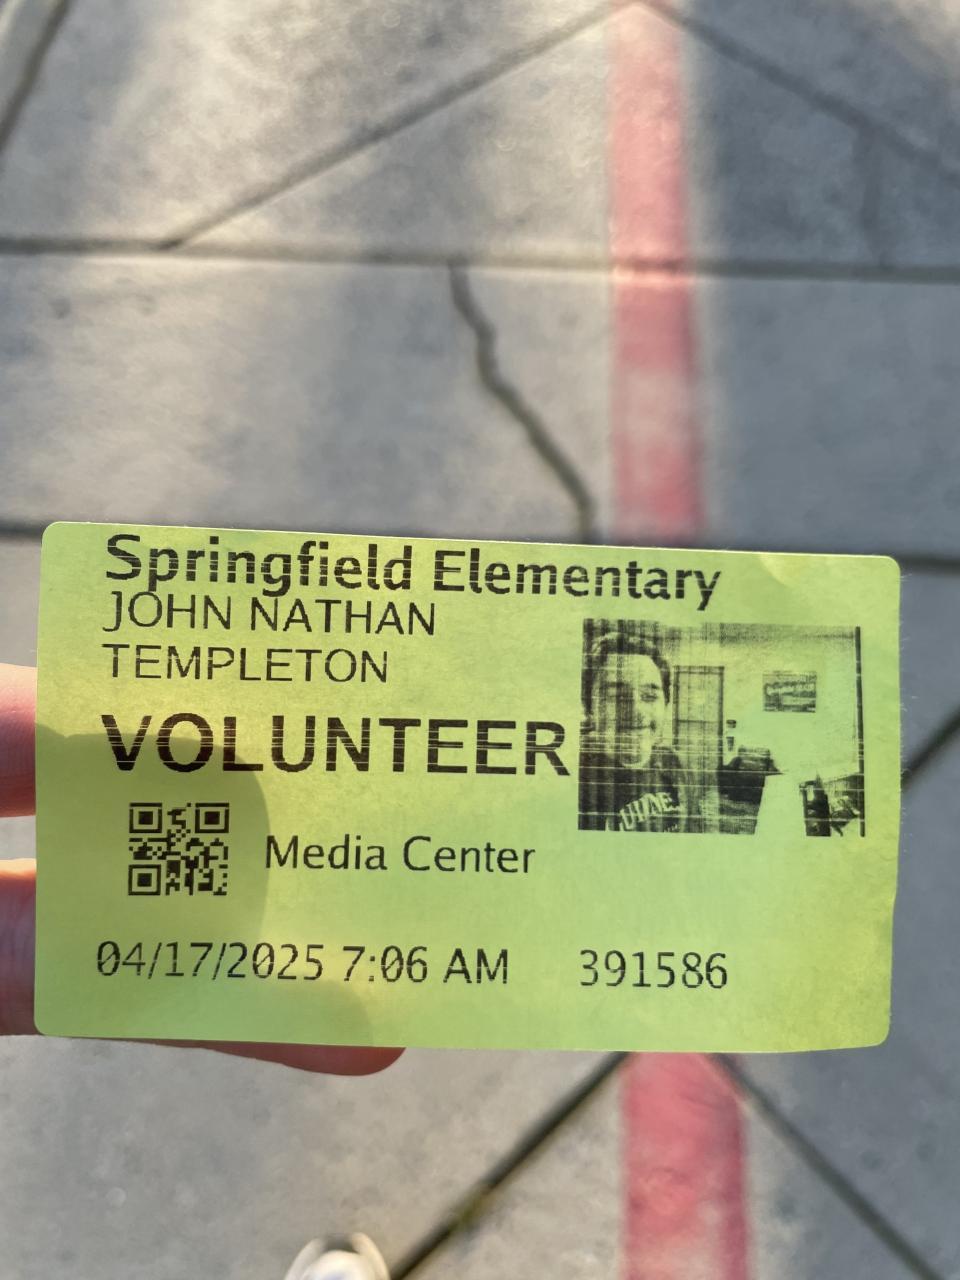 Springfield Elementary
JOHN NATHAN
TEMPLETON
VOLUNTEER
Media Center
04/17/2025 7:06 AM 391586